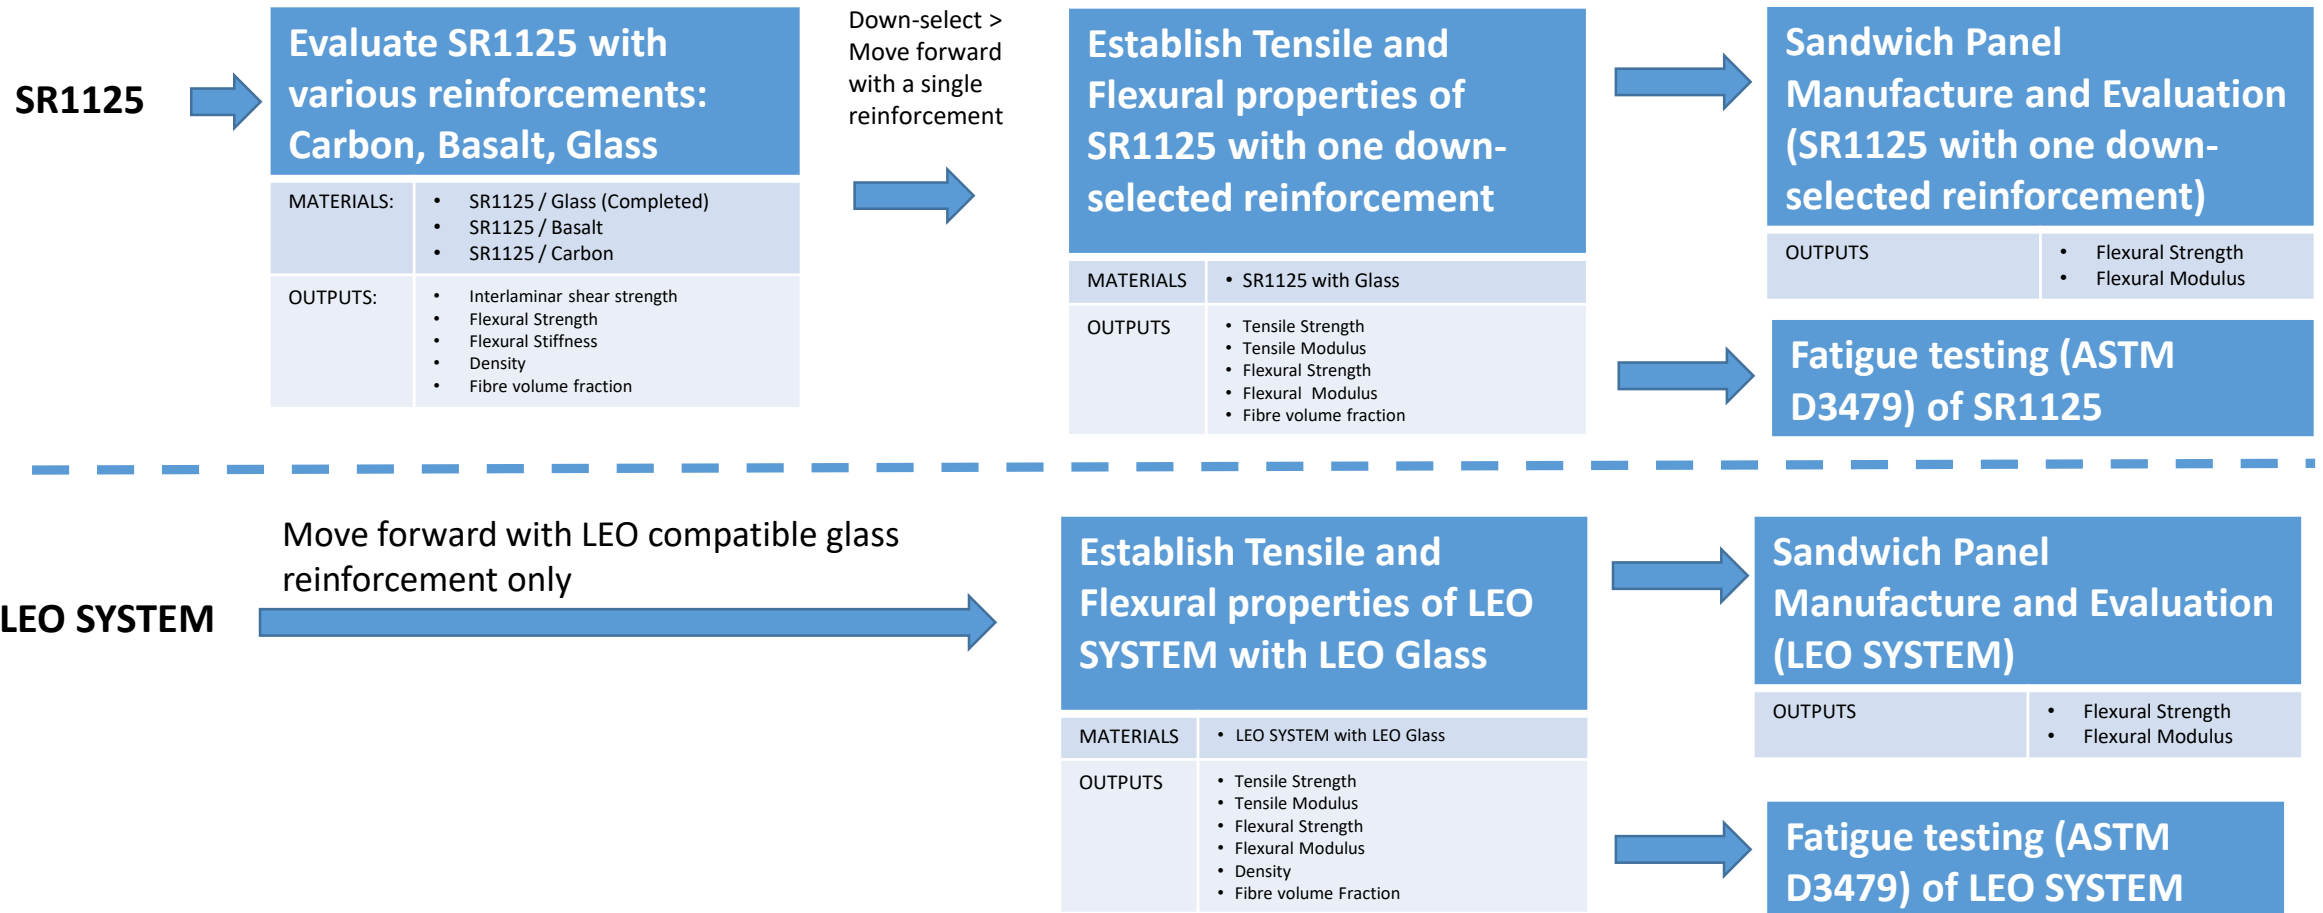 SR1125
Evaluate SR1125 with
various reinforcements:
Carbon, Basalt, Glass
MATERIALS:
• SR1125 / Glass (Completed)
• SR1125 / Basalt
• SR1125 / Carbon
OUTPUTS:
• Interlaminar shear strength
• Flexural Strength
• Flexural Stiffness
• Density
• Fibre volume fraction
Down-select >
Move forward
with a single
reinforcement
Establish Tensile and
Flexural properties of
SR1125 with one down-
selected reinforcement
MATERIALS
• SR1125 with Glass
OUTPUTS
• Tensile Strength
• Tensile Modulus
• Flexural Strength
• Flexural Modulus
• Fibre volume fraction
Sandwich Panel
Manufacture and Evaluation
(SR1125 with one down-
selected reinforcement)
OUTPUTS
• Flexural Strength
• Flexural Modulus
Fatigue testing (ASTM
D3479) of SR1125
LEO SYSTEM
Move forward with LEO compatible glass
reinforcement only
Establish Tensile and
Flexural properties of LEO
SYSTEM with LEO Glass
MATERIALS
• LEO SYSTEM with LEO Glass
OUTPUTS
• Tensile Strength
• Tensile Modulus
• Flexural Strength
• Flexural Modulus
• Density
• Fibre volume Fraction
Sandwich Panel
Manufacture and Evaluation
(LEO SYSTEM)
OUTPUTS
• Flexural Strength
• Flexural Modulus
Fatigue testing (ASTM
D3479) of LEO SYSTEM